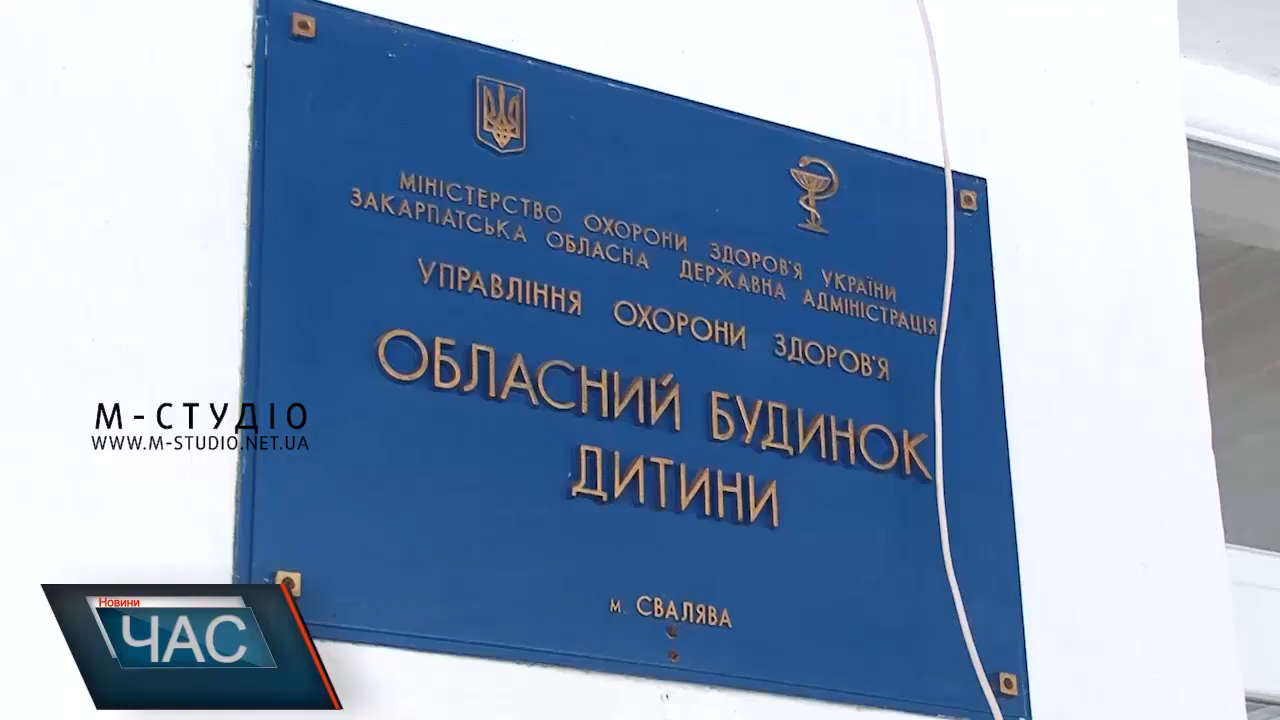 МІНІСТЕРСТВО ОХОРОНИ ЗДОРОВ'Я УКРАЇНИ
ЗАКАРПАТСЬКА ОБЛАСНА ДЕРЖАВНА АДМІНІСТРАЦІЯ
УПРАВЛІННЯ ОХОРОНИ ЗДОРОВ'Я
ОБЛАСНИЙ БУДИНОК
ДИТИНИ
м. СВАЛЯВА
М-СТУДІО
WWW.M-STUDIO.NET.UA
Новини
ЧАС